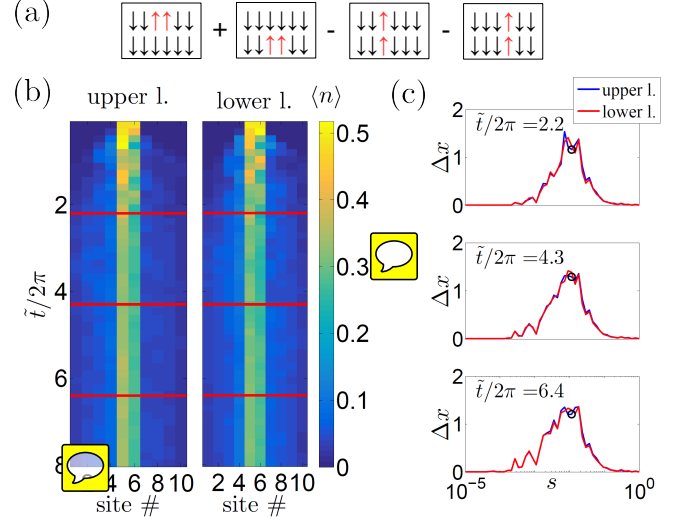 (a)
↓↓↑↑↓↓ + ↓↓↓↓↓↓ - ↓↓↑↓↓↓ - ↓↓↓↑↓↓
↓↓↓↓↓↓ ↓↓↑↑↓↓ ↓↓↑↓↓↓ ↓↓↓↑↓↓
(b)
upper l. lower l. ⟨n⟩
0.5
0.4
0.3
0.2
0.1
0
t̃/2π
2
4
6
8
4 6 8 10
2 4 6 8 10
site # site #
(c)
upper l.
lower l.
t̃/2π =2.2
Δx
2
1
0
t̃/2π =4.3
Δx
2
1
0
t̃/2π =6.4
Δx
2
1
0
10⁻⁵ s 10⁰